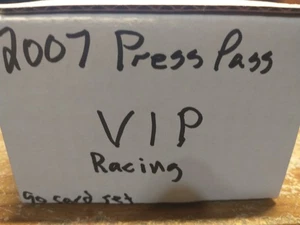 2007 Press Pass
VIP
Racing
90 card set